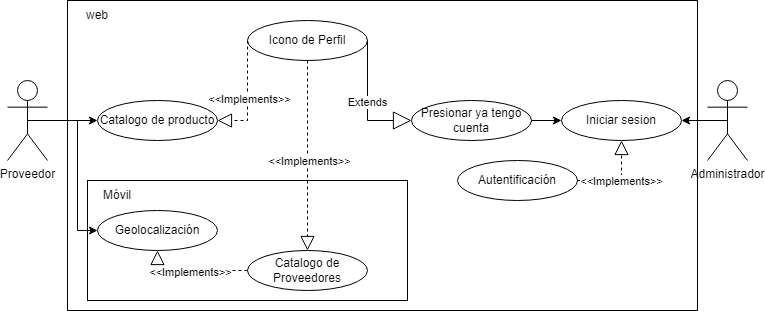 web
Icono de Perfil
<<Implements>>
Extends
Catalogo de producto
Presionar ya tengo
cuenta
Iniciar sesion
Proveedor
<<Implements>>
Autentificación
<<Implements>>
Administrador
Móvil
Geolocalización
<<Implements>>
Catalogo de
Proveedores